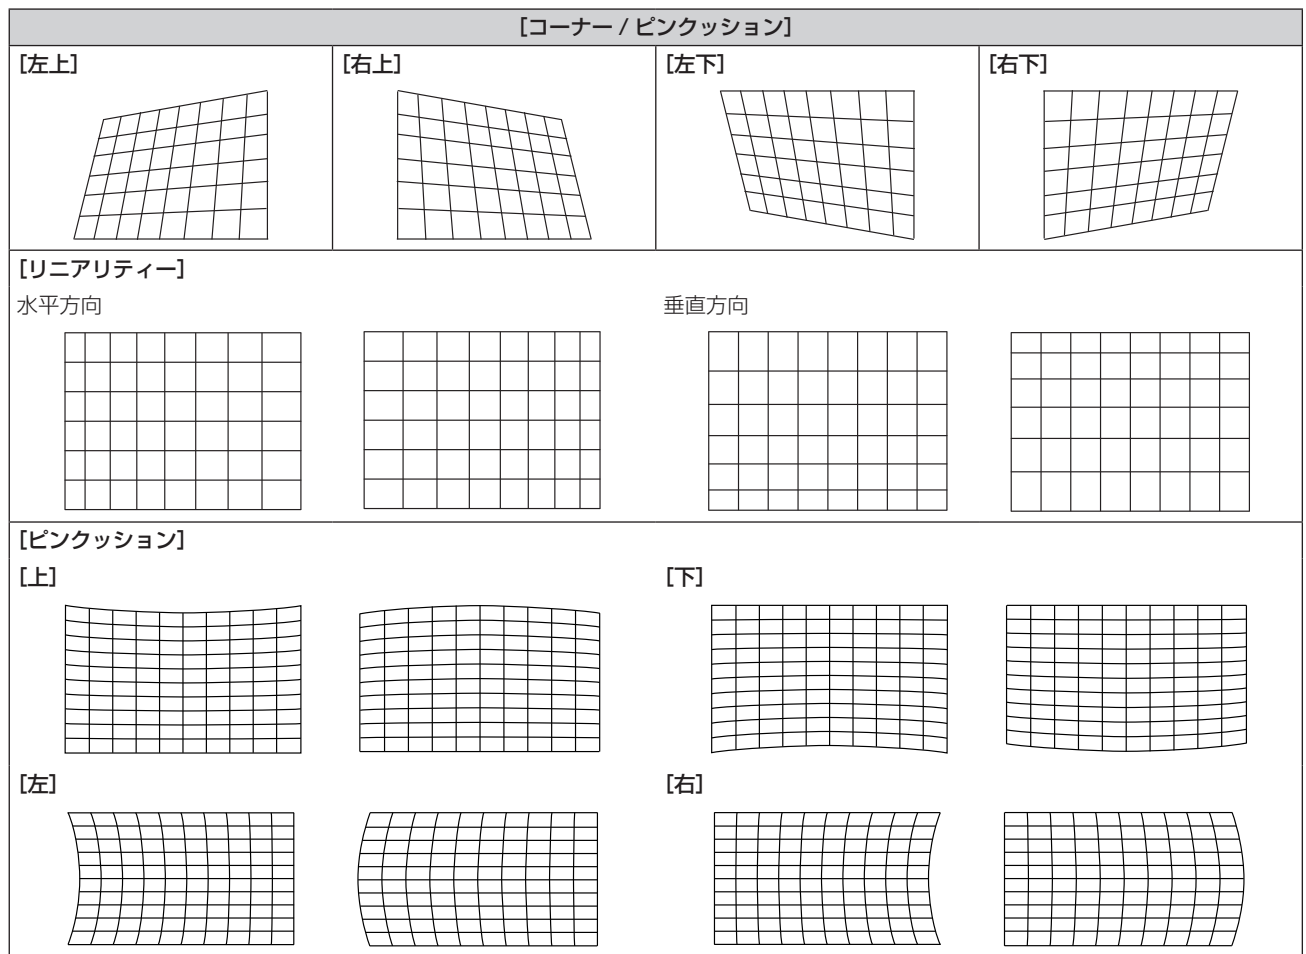 [コーナー / ピンクッション]
[左上]
[右上]
[左下]
[右下]
[リニアリティー]
水平方向
垂直方向
[ピンクッション]
[上]
[下]
[左]
[右]